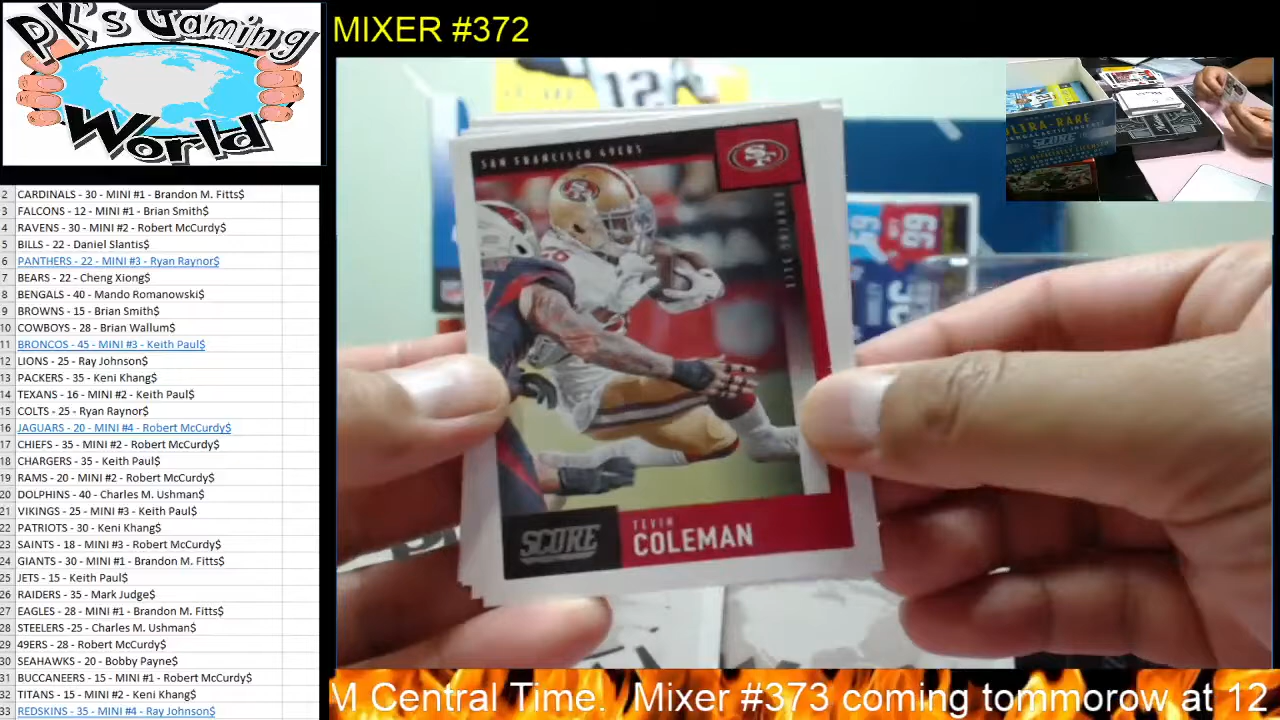 PK's Gaming
World
MIXER #372
2 CARDINALS - 30 - MINI #1 - Brandon M. Fitts$
3 FALCONS - 12 - MINI #1 - Brian Smith$
4 RAVENS - 30 - MINI #2 - Robert McCurdy$
5 BILLS - 22 - Daniel Slantis$
6 PANTHERS - 22 - MINI #3 - Ryan Raynor$
7 BEARS - 22 - Cheng Xiong$
8 BENGALS - 40 - Mando Romanowski$
9 BROWNS - 15 - Brian Smith$
10 COWBOYS - 28 - Brian Wallum$
11 BRONCOS - 45 - MINI #3 - Keith Paul$
12 LIONS - 25 - Ray Johnson$
13 PACKERS - 35 - Keni Khang$
14 TEXANS - 16 - MINI #2 - Keith Paul$
15 COLTS - 25 - Ryan Raynor$
16 JAGUARS - 20 - MINI #4 - Robert McCurdy$
17 CHIEFS - 35 - MINI #2 - Robert McCurdy$
18 CHARGERS - 35 - Keith Paul$
19 RAMS - 20 - MINI #2 - Robert McCurdy$
20 DOLPHINS - 40 - Charles M. Ushman$
21 VIKINGS - 25 - MINI #3 - Keith Paul$
22 PATRIOTS - 30 - Keni Khang$
23 SAINTS - 18 - MINI #3 - Robert McCurdy$
24 GIANTS - 30 - MINI #1 - Brandon M. Fitts$
25 JETS - 15 - Keith Paul$
26 RAIDERS - 35 - Mark Judge$
27 EAGLES - 28 - MINI #1 - Brandon M. Fitts$
28 STEELERS -25 - Charles M. Ushman$
29 49ERS - 28 - Robert McCurdy$
30 SEAHAWKS - 20 - Bobby Payne$
31 BUCCANEERS - 15 - MINI #1 - Robert McCurdy$
32 TITANS - 15 - MINI #2 - Keni Khang$
33 REDSKINS - 35 - MINI #4 - Ray Johnson$
12
SAN FRANCISCO 49ERS
SF
RUNNING BACK
66
SCORE
TEVIN
COLEMAN
ULTRA-RARE
SCORE
M Central Time. Mixer #373 coming tommorow at 12